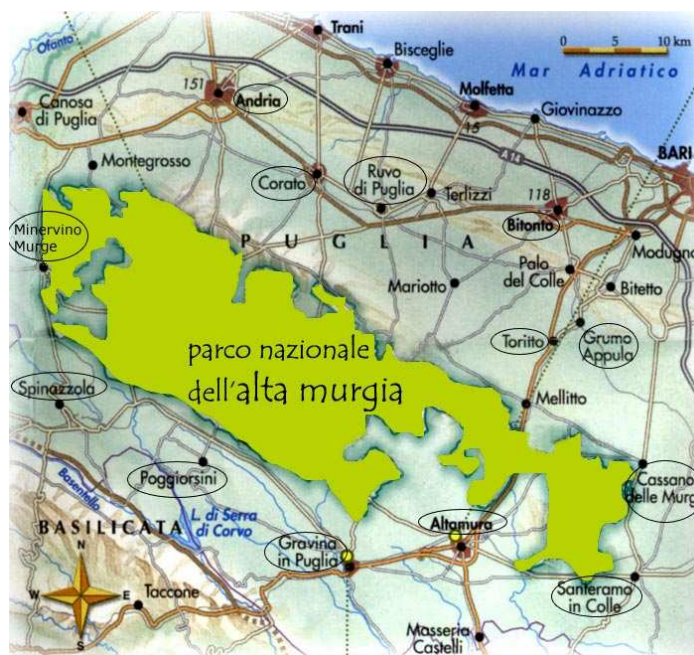 Trani
0 5 10 km
Ofanto
Bisceglie
Mar Adriatico
151
Andria
Molfetta
Canosa
di Puglia
15
Giovinazzo
A14
BARI
Montegrosso
Corato
Ruvo
di Puglia
Terlizzi
118
Bitonto
Minervino
Murge
PUGLIA
Modugno
Palo
del Colle
Mariotto
Bitetto
parco nazionale
dell'alta murgia
Toritto
Grumo
Appula
Spinazzola
Mellitto
Poggiorsini
Cassano
delle Murg
Basentello
L. di Serra
di Corvo
BASILICATA
Altamura
Gravina
in Puglia
N
W E
S
Taccone
Santeramo
in Colle
Masseria
Castelli